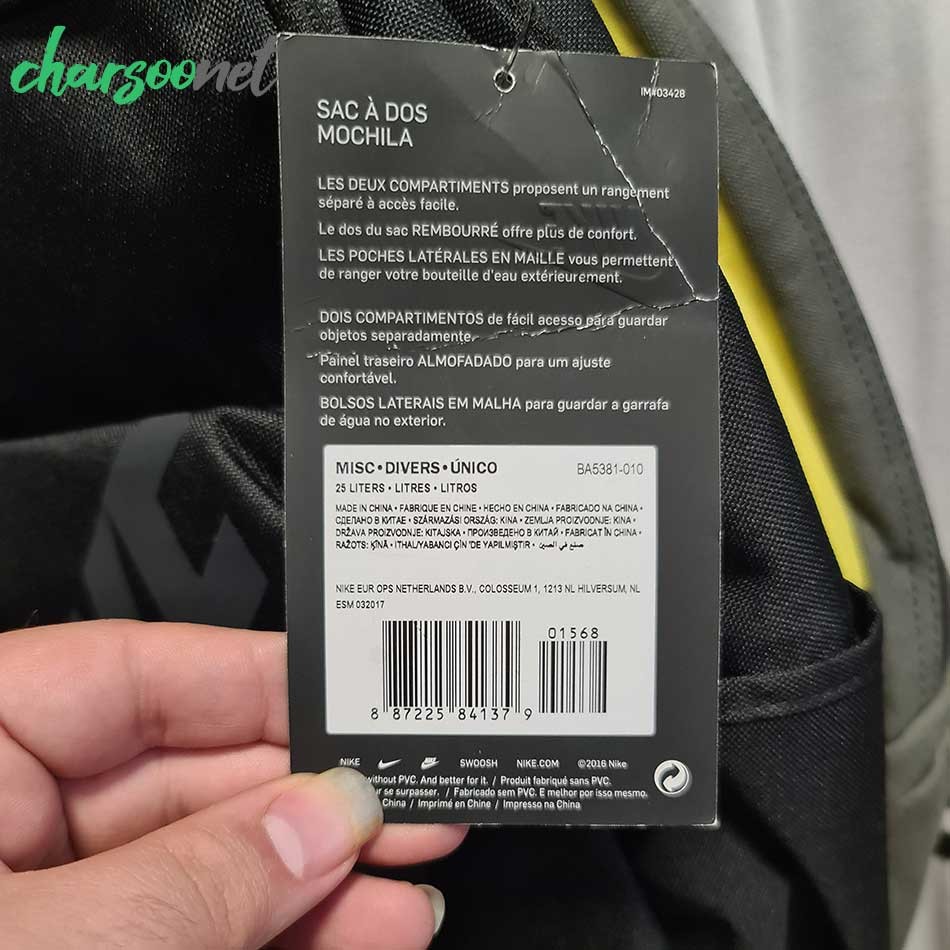 charsoonet
IM#03428
SAC À DOS
MOCHILA
LES DEUX COMPARTIMENTS proposent un rangement
séparé à accès facile.
Le dos du sac REMBOURRÉ offre plus de confort.
LES POCHES LATÉRALES EN MAILLE vous permettent
de ranger votre bouteille d'eau extérieurement.
DOIS COMPARTIMENTOS de fácil acesso para guardar
objetos separadamente.
Painel traseiro ALMOFADADO para um ajuste
confortável.
BOLSOS LATERAIS EM MALHA para guardar a garrafa
de água no exterior.
MISC • DIVERS • ÚNICO BA5381-010
25 LITERS • LITRES • LITROS
MADE IN CHINA • FABRIQUE EN CHINE • HECHO EN CHINA • FABRICADO NA CHINA •
СДЕЛАНО В КИТАЕ • SZÁRMAZÁSI ORSZÁG: KINA • ZEMLJA PROIZVODNJE: KINA •
DRŽAVA PROIZVODNJE: KITAJSKA • ПРОИЗВЕДЕНО В КИТАЙ • FABRICAT ÎN CHINA •
RAŽOTS: ĶĪNĀ • ITHAL/YABANCI ÇİN 'DE YAPILMIŞTIR • صنع في الصين
NIKE EUR OPS NETHERLANDS B.V., COLOSSEUM 1, 1213 NL HILVERSUM, NL
ESM 032017
01568
8 87225 84137 9
NIKE SWOOSH NIKE.COM ©2016 Nike
without PVC. And better for it. / Produit fabriqué sans PVC.
se surpasser. / Fabricado sem PVC. E melhor por isso mesmo.
China / Imprimé en Chine / Impresso na China